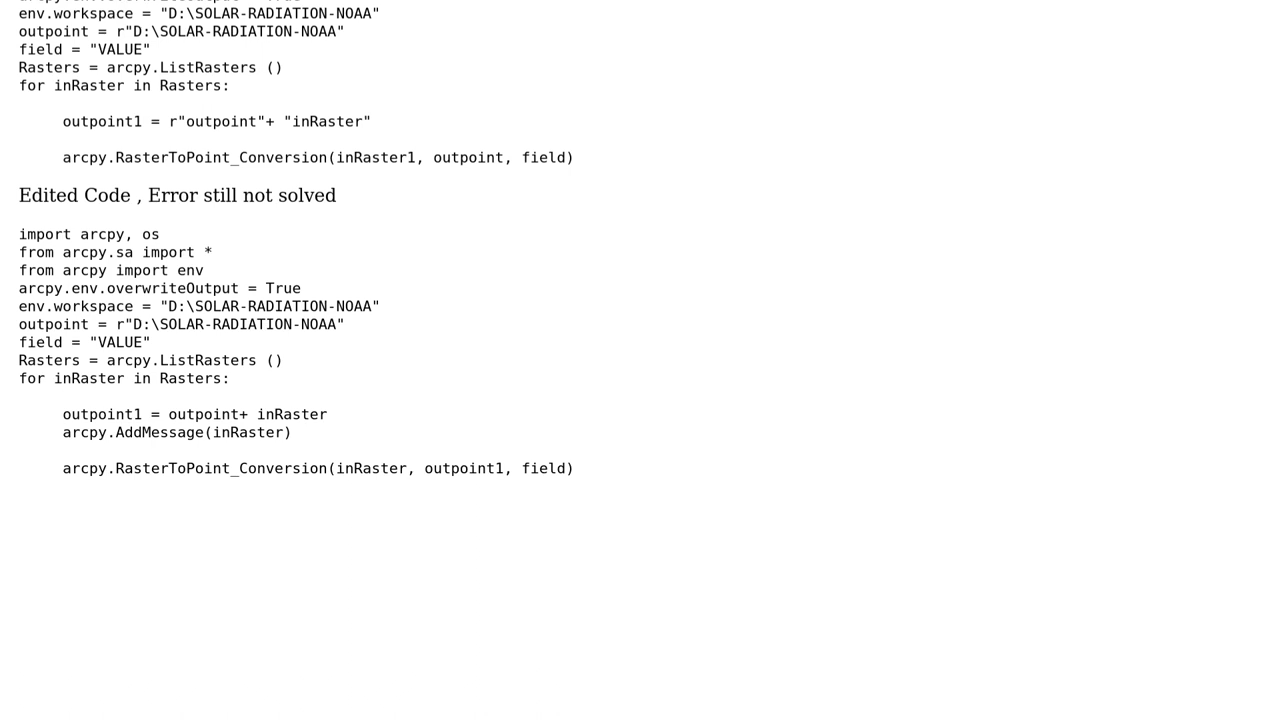 env.workspace = "D:\SOLAR-RADIATION-NOAA"
outpoint = r"D:\SOLAR-RADIATION-NOAA"
field = "VALUE"
Rasters = arcpy.ListRasters ()
for inRaster in Rasters:
outpoint1 = r"outpoint"+ "inRaster"
arcpy.RasterToPoint_Conversion(inRaster1, outpoint, field)
Edited Code , Error still not solved
import arcpy, os
from arcpy.sa import *
from arcpy import env
arcpy.env.overwriteOutput = True
env.workspace = "D:\SOLAR-RADIATION-NOAA"
outpoint = r"D:\SOLAR-RADIATION-NOAA"
field = "VALUE"
Rasters = arcpy.ListRasters ()
for inRaster in Rasters:
outpoint1 = outpoint+ inRaster
arcpy.AddMessage(inRaster)
arcpy.RasterToPoint_Conversion(inRaster, outpoint1, field)